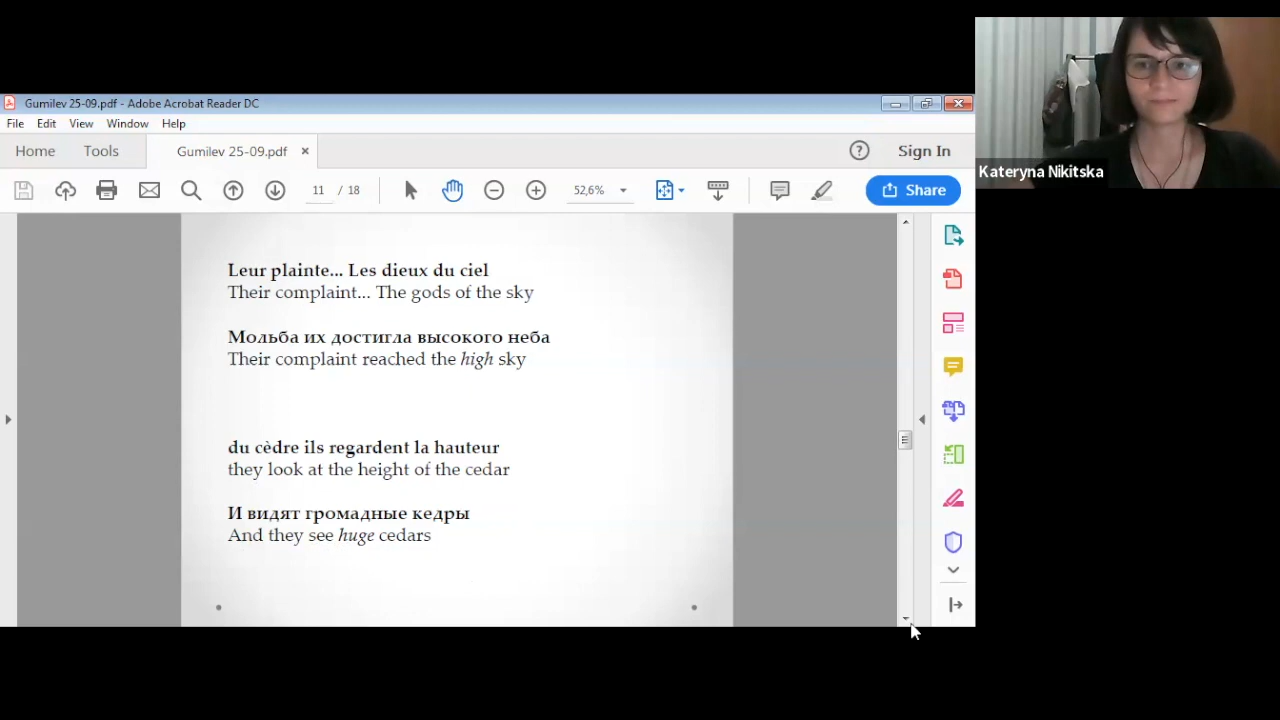 Gumilev 25-09.pdf - Adobe Acrobat Reader DC
File Edit View Window Help
Home Tools Gumilev 25-09.pdf × Sign In
11 / 18 52,6% Share
Leur plainte... Les dieux du ciel
Their complaint... The gods of the sky
Мольба их достигла высокого неба
Their complaint reached the high sky
du cèdre ils regardent la hauteur
they look at the height of the cedar
И видят громадные кедры
And they see huge cedars
Kateryna Nikitska